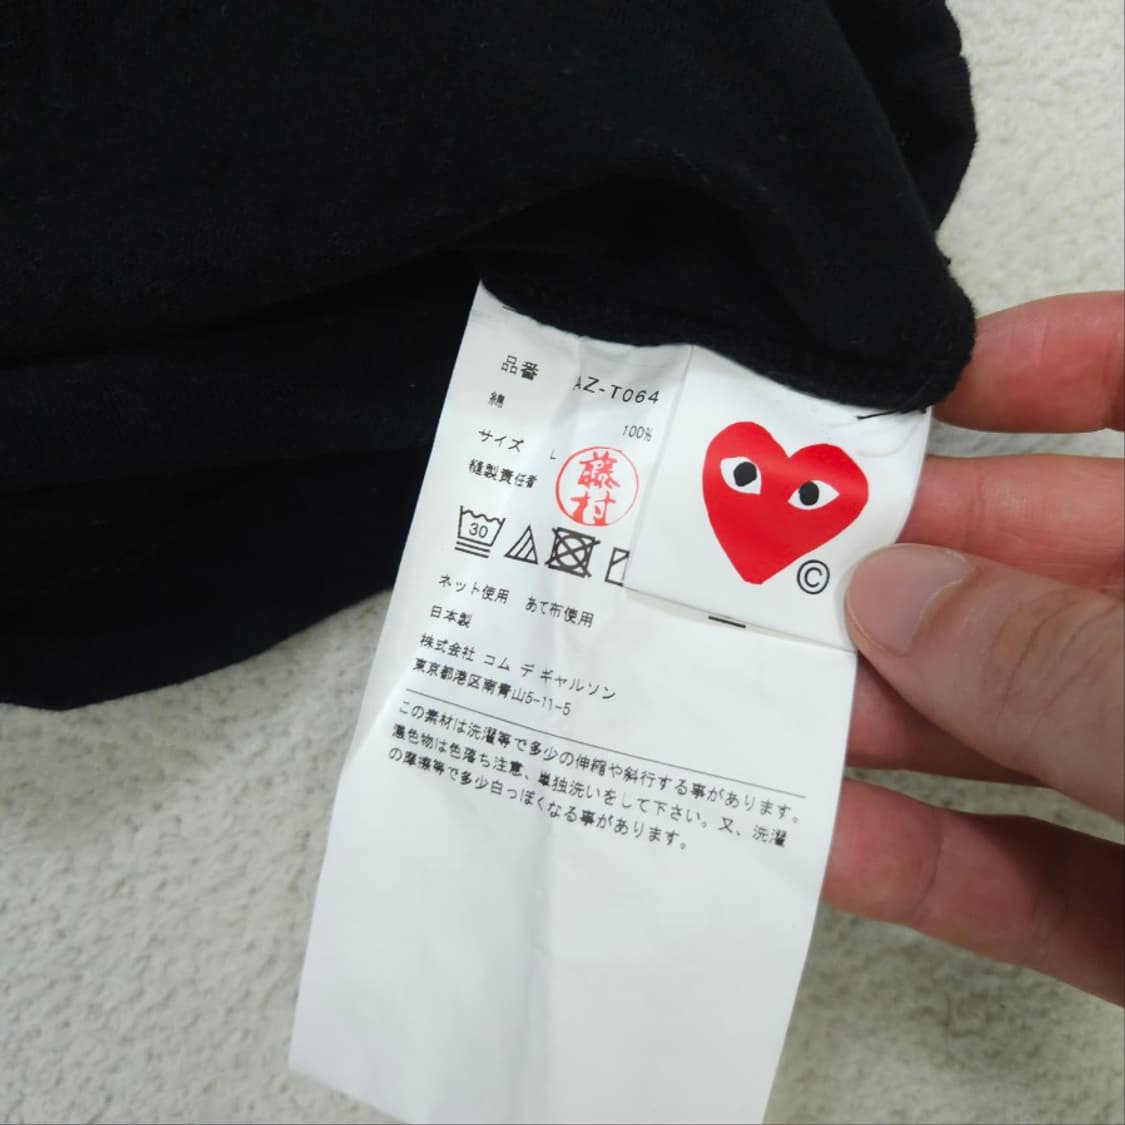 品番 AZ-T064
綿 100%
サイズ L
縫製責任者 藤村
30
ネット使用 あて布使用
日本製
株式会社 コム デ ギャルソン
東京都港区南青山5-11-5
この素材は洗濯等で多少の伸縮や斜行する事があります。
濃色物は色落ち注意、単独洗いをして下さい。又、洗濯
の摩擦等で多少白っぽくなる事があります。
©